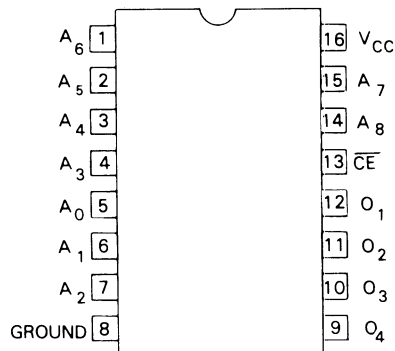 A6 1 16 VCC
A5 2 15 A7
A4 3 14 A8
A3 4 13 CE
A0 5 12 O1
A1 6 11 O2
A2 7 10 O3
GROUND 8 9 O4